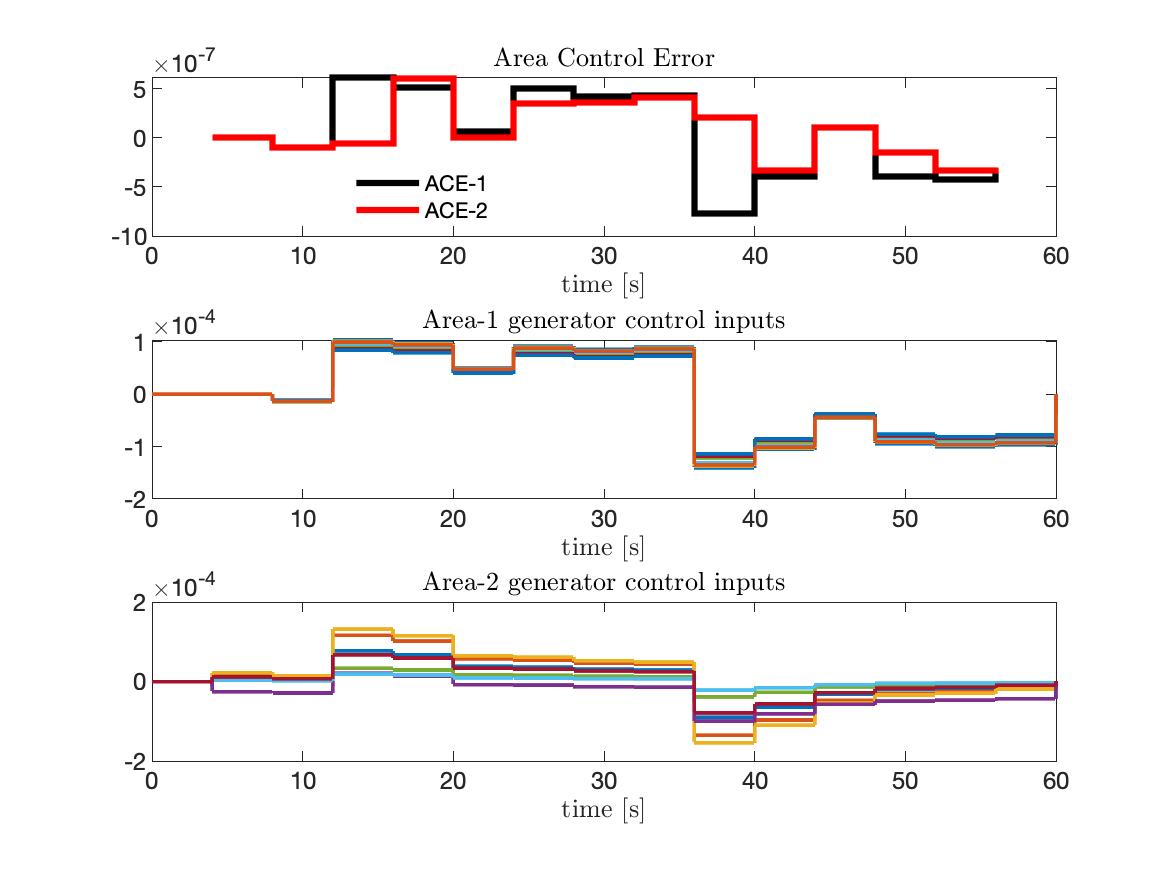 ×10⁻⁷
Area Control Error
5
0
-5
-10
ACE-1
ACE-2
0 10 20 30 40 50 60
time [s]
×10⁻⁴
Area-1 generator control inputs
1
0
-1
-2
0 10 20 30 40 50 60
time [s]
×10⁻⁴
Area-2 generator control inputs
2
0
-2
0 10 20 30 40 50 60
time [s]